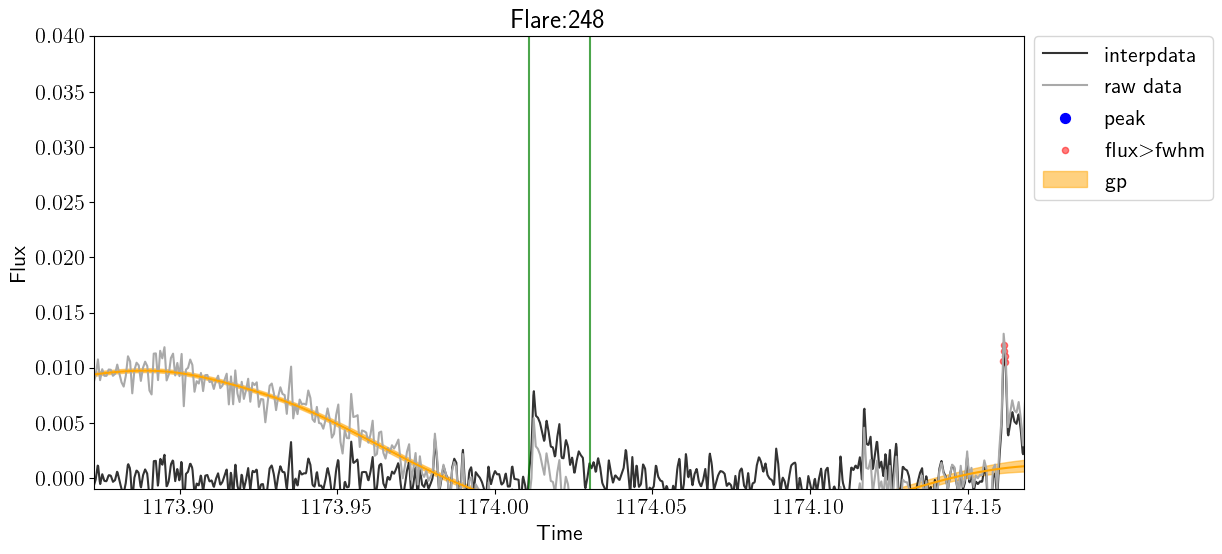 Flare:248
0.040
0.035
0.030
0.025
0.020
0.015
0.010
0.005
0.000
Flux
1173.90 1173.95 1174.00 1174.05 1174.10 1174.15
Time
interpdata
raw data
peak
flux>fwhm
gp